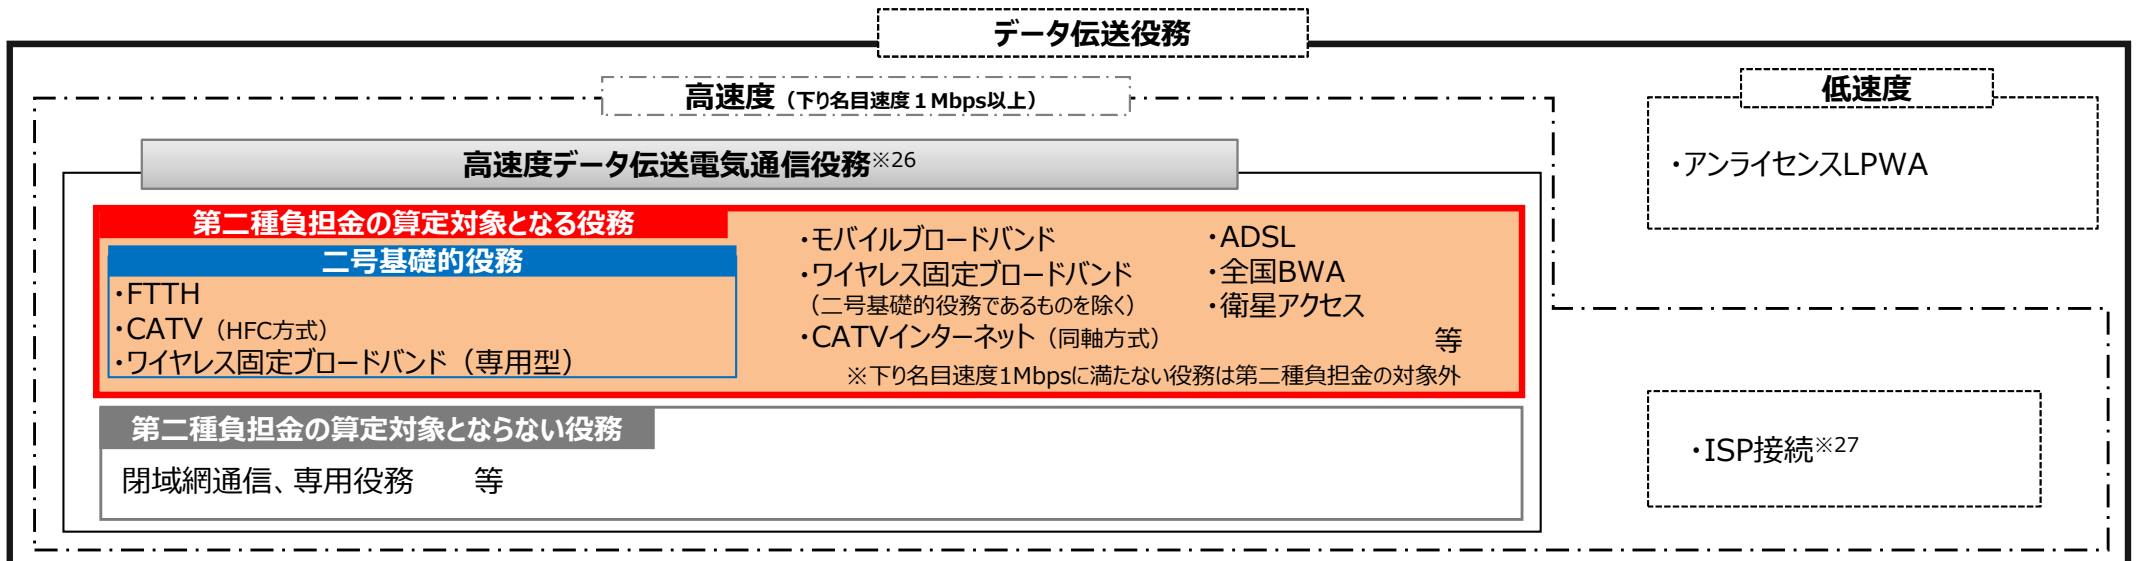 データ伝送役務
高速度（下り名目速度１Mbps以上）
低速度
高速度データ伝送電気通信役務※26
・アンライセンスLPWA
第二種負担金の算定対象となる役務
二号基礎的役務
・FTTH
・CATV（HFC方式）
・ワイヤレス固定ブロードバンド（専用型）
・モバイルブロードバンド
・ワイヤレス固定ブロードバンド
（二号基礎的役務であるものを除く）
・CATVインターネット（同軸方式）
・ADSL
・全国BWA
・衛星アクセス
等
※下り名目速度1Mbpsに満たない役務は第二種負担金の対象外
第二種負担金の算定対象とならない役務
閉域網通信、専用役務　　等
・ISP接続※27